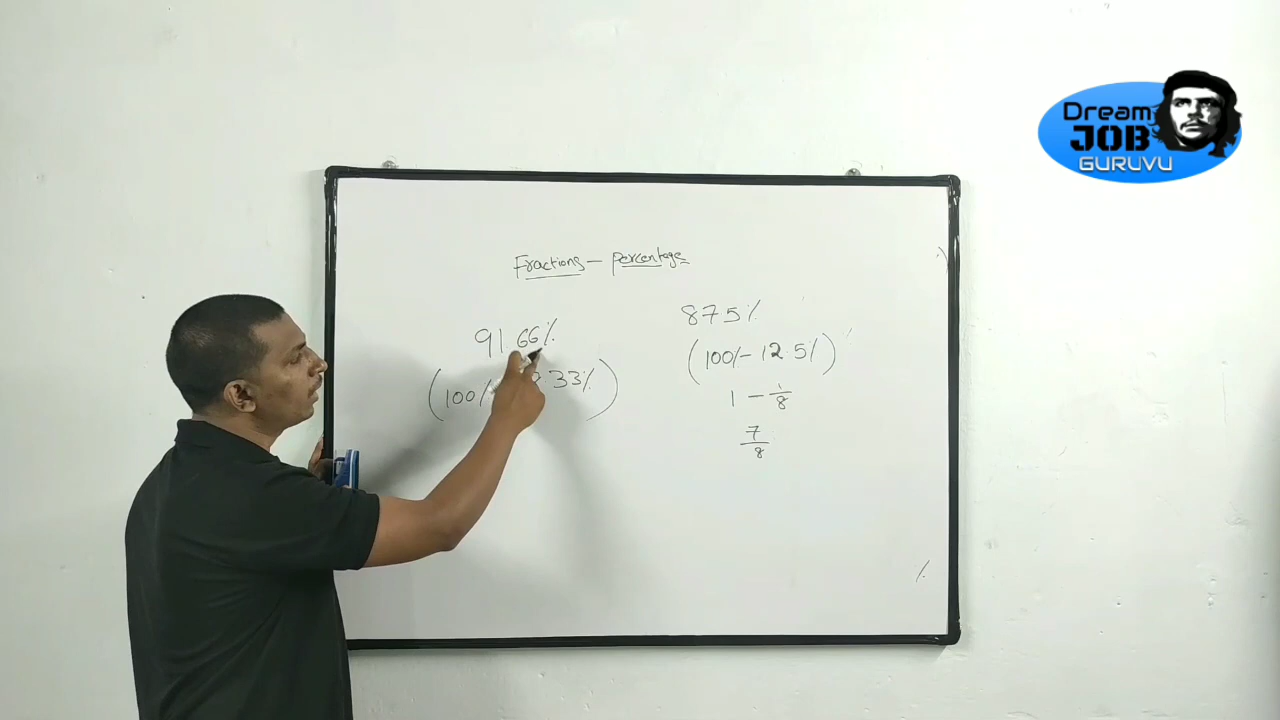 Dream
JOB
GURUVU
Fractions – percentage
91.66%
(100% 33%)
87.5%
(100% – 12.5%)
1 – 1/8
7/8